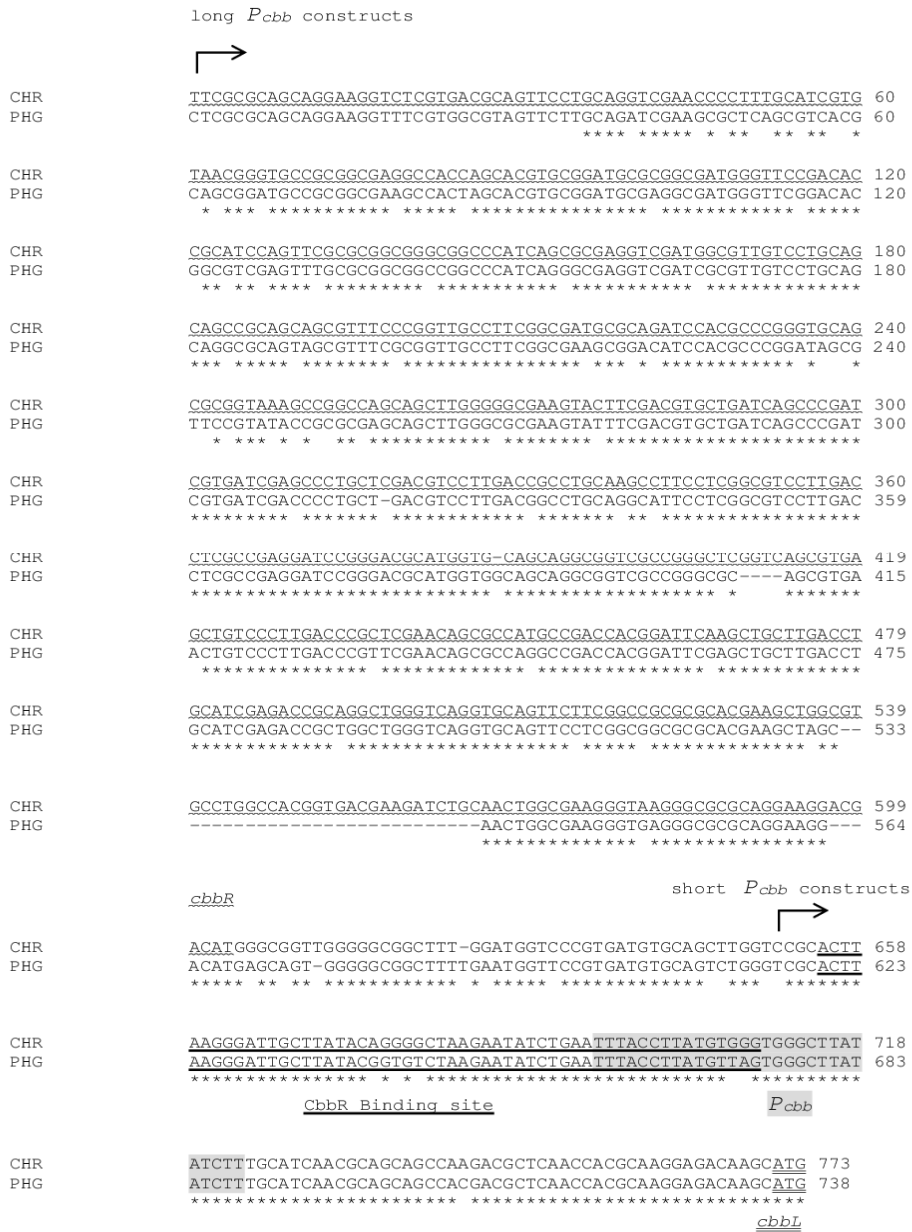 long Pcbb constructs
CHR TTCGCGCAGCAGGAAGGTCTCGTGACGCAGTTCCTGCAGGTCGAACCCCTTTGCATCGTG 60
PHG CTCGCGCAGCAGGAAGGTTTCGTGGCGTAGTTCTTGCAGATCGAAGCGCTCAGCGTCACG 60
**** ***** **** * ** ** *
CHR TAACGGGTGCCGCGGCGAGGCCACCAGCACGTGCGGATGCGCGGCGATGGGTTCCGACAC 120
PHG CAGCGGATGCCGCGGCGAAGCCACTAGCACGTGCGGATGCGAGGCGATGGGTTCGGACAC 120
* *** *********** ***** **************** ************ *****
CHR CGCATCCAGTTCGCGCGGCGGGCGGCCCATCAGCGCGAGGTCGATGGCGTTGTCCTGCAG 180
PHG GGCGTCGAGTTTGCGCGGCGGCCGGCCCATCAGGGCGAGGTCGATCGCGTTGTCCTGCAG 180
** ** **** ********* *********** *********** **************
CHR CAGCCGCAGCAGCGTTTCCCGGTTGCCTTCGGCGATGCGCAGATCCACGCCCGGGTGCAG 240
PHG CAGGCGCAGTAGCGTTTCGCGGTTGCCTTCGGCGAAGCGGACATCCACGCCCGGATAGCG 240
*** ***** ******** **************** *** * ************ * *
CHR CGCGGTAAAGCCGGCCAGCAGCTTGGGGGCGAAGTACTTCGACGTGCTGATCAGCCCGAT 300
PHG TTCCGTATACCGCGCGAGCAGCTTGGGCGCGAAGTATTTCGACGTGCTGATCAGCCCGAT 300
* *** * * ** *********** ******** ***********************
CHR CGTGATCGAGCCCTGCTCGACGTCCTTGACCGCCTGCAAGCCTTCCTCGGCGTCCTTGAC 360
PHG CGTGATCGACCCCTGCT-GACGTCCTTGACGGCCTGCAGGCATTCCTCGGCGTCCTTGAC 359
********* ******* ************ ******* ** ******************
CHR CTCGCCGAGGATCCGGGACGCATGGTG-CAGCAGGCGGTCGCCGGGCTCGGTCAGCGTGA 419
PHG CTCGCCGAGGATCCGGGACGCATGGTGGCAGCAGGCGGTCGCCGGGCGC----AGCGTGA 415
*************************** ******************* * *******
CHR GCTGTCCCTTGACCCGCTCGAACAGCGCCATGCCGACCACGGATTCAAGCTGCTTGACCT 479
PHG ACTGTCCCTTGACCCGTTCGAACAGCGCCAGGCCGACCACGGATTCGAGCTGCTTGACCT 475
*************** ************* *************** *************
CHR GCATCGAGACCGCAGGCTGGGTCAGGTGCAGTTCTTCGGCCGCGCGCACGAAGCTGGCGT 539
PHG GCATCGAGACCGCTGGCTGGGTCAGGTGCAGTTCCTCGGCGGCGCGCACGAAGCTAGC-- 533
************* ******************** ***** ************** **
CHR GCCTGGCCACGGTGACGAAGATCTGCAACTGGCGAAGGGTAAGGGCGCGCAGGAAGGACG 599
PHG --------------------------AACTGGCGAAGGGTGAGGGCGCGCAGGAAGG--- 564
************** ****************
cbbR short Pcbb constructs
CHR ACATGGGCGGTTGGGGGCGGCTTT-GGATGGTCCCGTGATGTGCAGCTTGGTCCGCACTT 658
PHG ACATGAGCAGT-GGGGGCGGCTTTTGAATGGTTCCGTGATGTGCAGTCTGGGTCGCACTT 623
***** ** ** ************ * ***** ************* *** *******
CHR AAGGGATTGCTTATACAGGGGCTAAGAATATCTGAATTTACCTTATGTGGGTGGGCTTAT 718
PHG AAGGGATTGCTTATACGGTGTCTAAGAATATCTGAATTTACCTTATGTTAGTGGGCTTAT 683
**************** * * *************************** **********
CbbR Binding site Pcbb
CHR ATCTTTGCATCAACGCAGCAGCCAAGACGCTCAACCACGCAAGGAGACAAGCATG 773
PHG ATCTTTGCATCAACGCAGCAGCCACGACGCTCAACCACGCAAGGAGACAAGCATG 738
************************ ******************************
cbbL